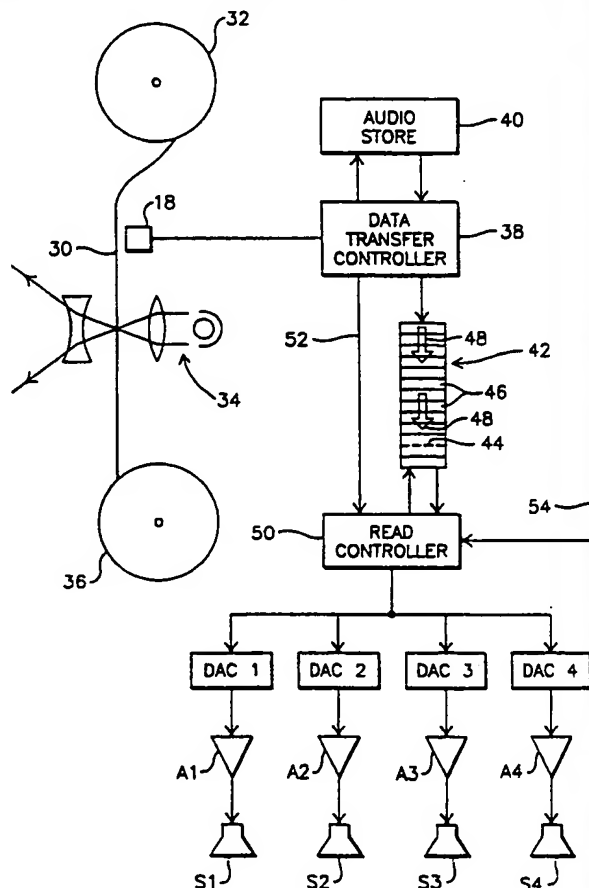 32
AUDIO
STORE
40
18
30
DATA
TRANSFER
CONTROLLER
38
52
48
42
34
46
48
44
54
50
READ
CONTROLLER
36
DAC 1
DAC 2
DAC 3
DAC 4
A1
A2
A3
A4
S1
S2
S3
S4